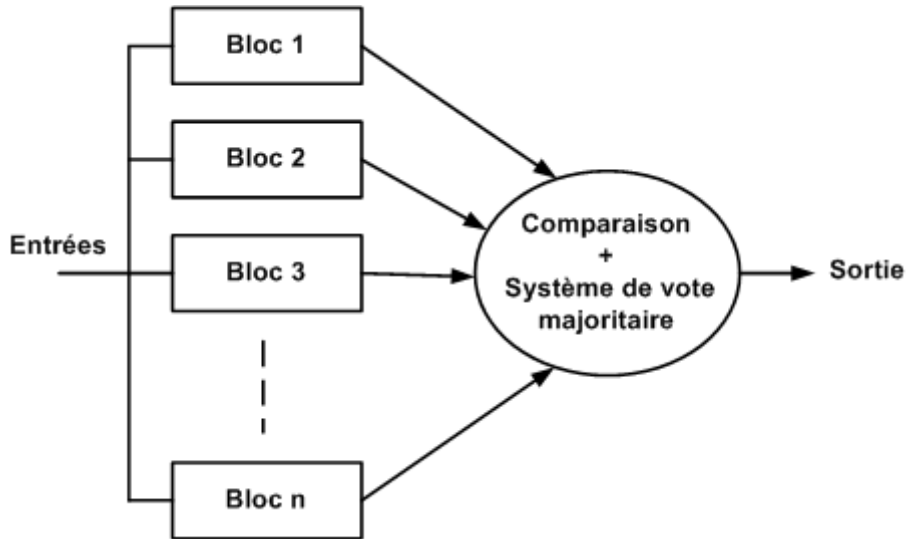 Bloc 1
Bloc 2
Entrées
Bloc 3
Comparaison
+
Système de vote
majoritaire
Sortie
Bloc n